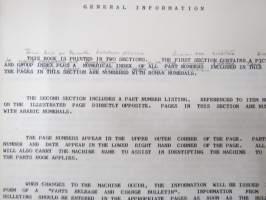 GENERAL INFORMATION
THIS BOOK IS PRINTED IN TWO SECTIONS. THE FIRST SECTION CONTAINS A PIC
AND GROUP INDEX PLUS A NUMERICAL INDEX OF ALL PART NUMBERS INCLUDED IN THIS
THE PAGES IN THIS SECTION ARE NUMBERED WITH ROMAN NUMERALS.
THE SECOND SECTION INCLUDES A PART NUMBER LISTING. REFERENCED TO ITEM N
ON THE ILLUSTRATED PAGE DIRECTLY OPPOSITE. PAGES IN THIS SECTION ARE NUM
WITH ARABIC NUMERALS.
THE PAGE NUMBERS APPEAR IN THE UPPER OUTER CORNER OF THE PAGE. PART
NUMBER AND DATE APPEAR IN THE LOWER RIGHT HAND CORNER OF THE PAGE. ALL
WILL ALSO CARRY THE MACHINE NAME TO ASSIST IN IDENTIFYING THE MACHINE TO
THE PARTS BOOK APPLIES.
WHEN CHANGES TO THE MACHINE OCCUR, THE INFORMATION WILL BE ISSUED
FORM OF A "PARTS RELEASE AND CHANGE BULLETIN". INFORMATION FROM
BULLETINS SHOULD BE ENTERED IN THE APPROPRIATE PAGES AS SOON AS THE